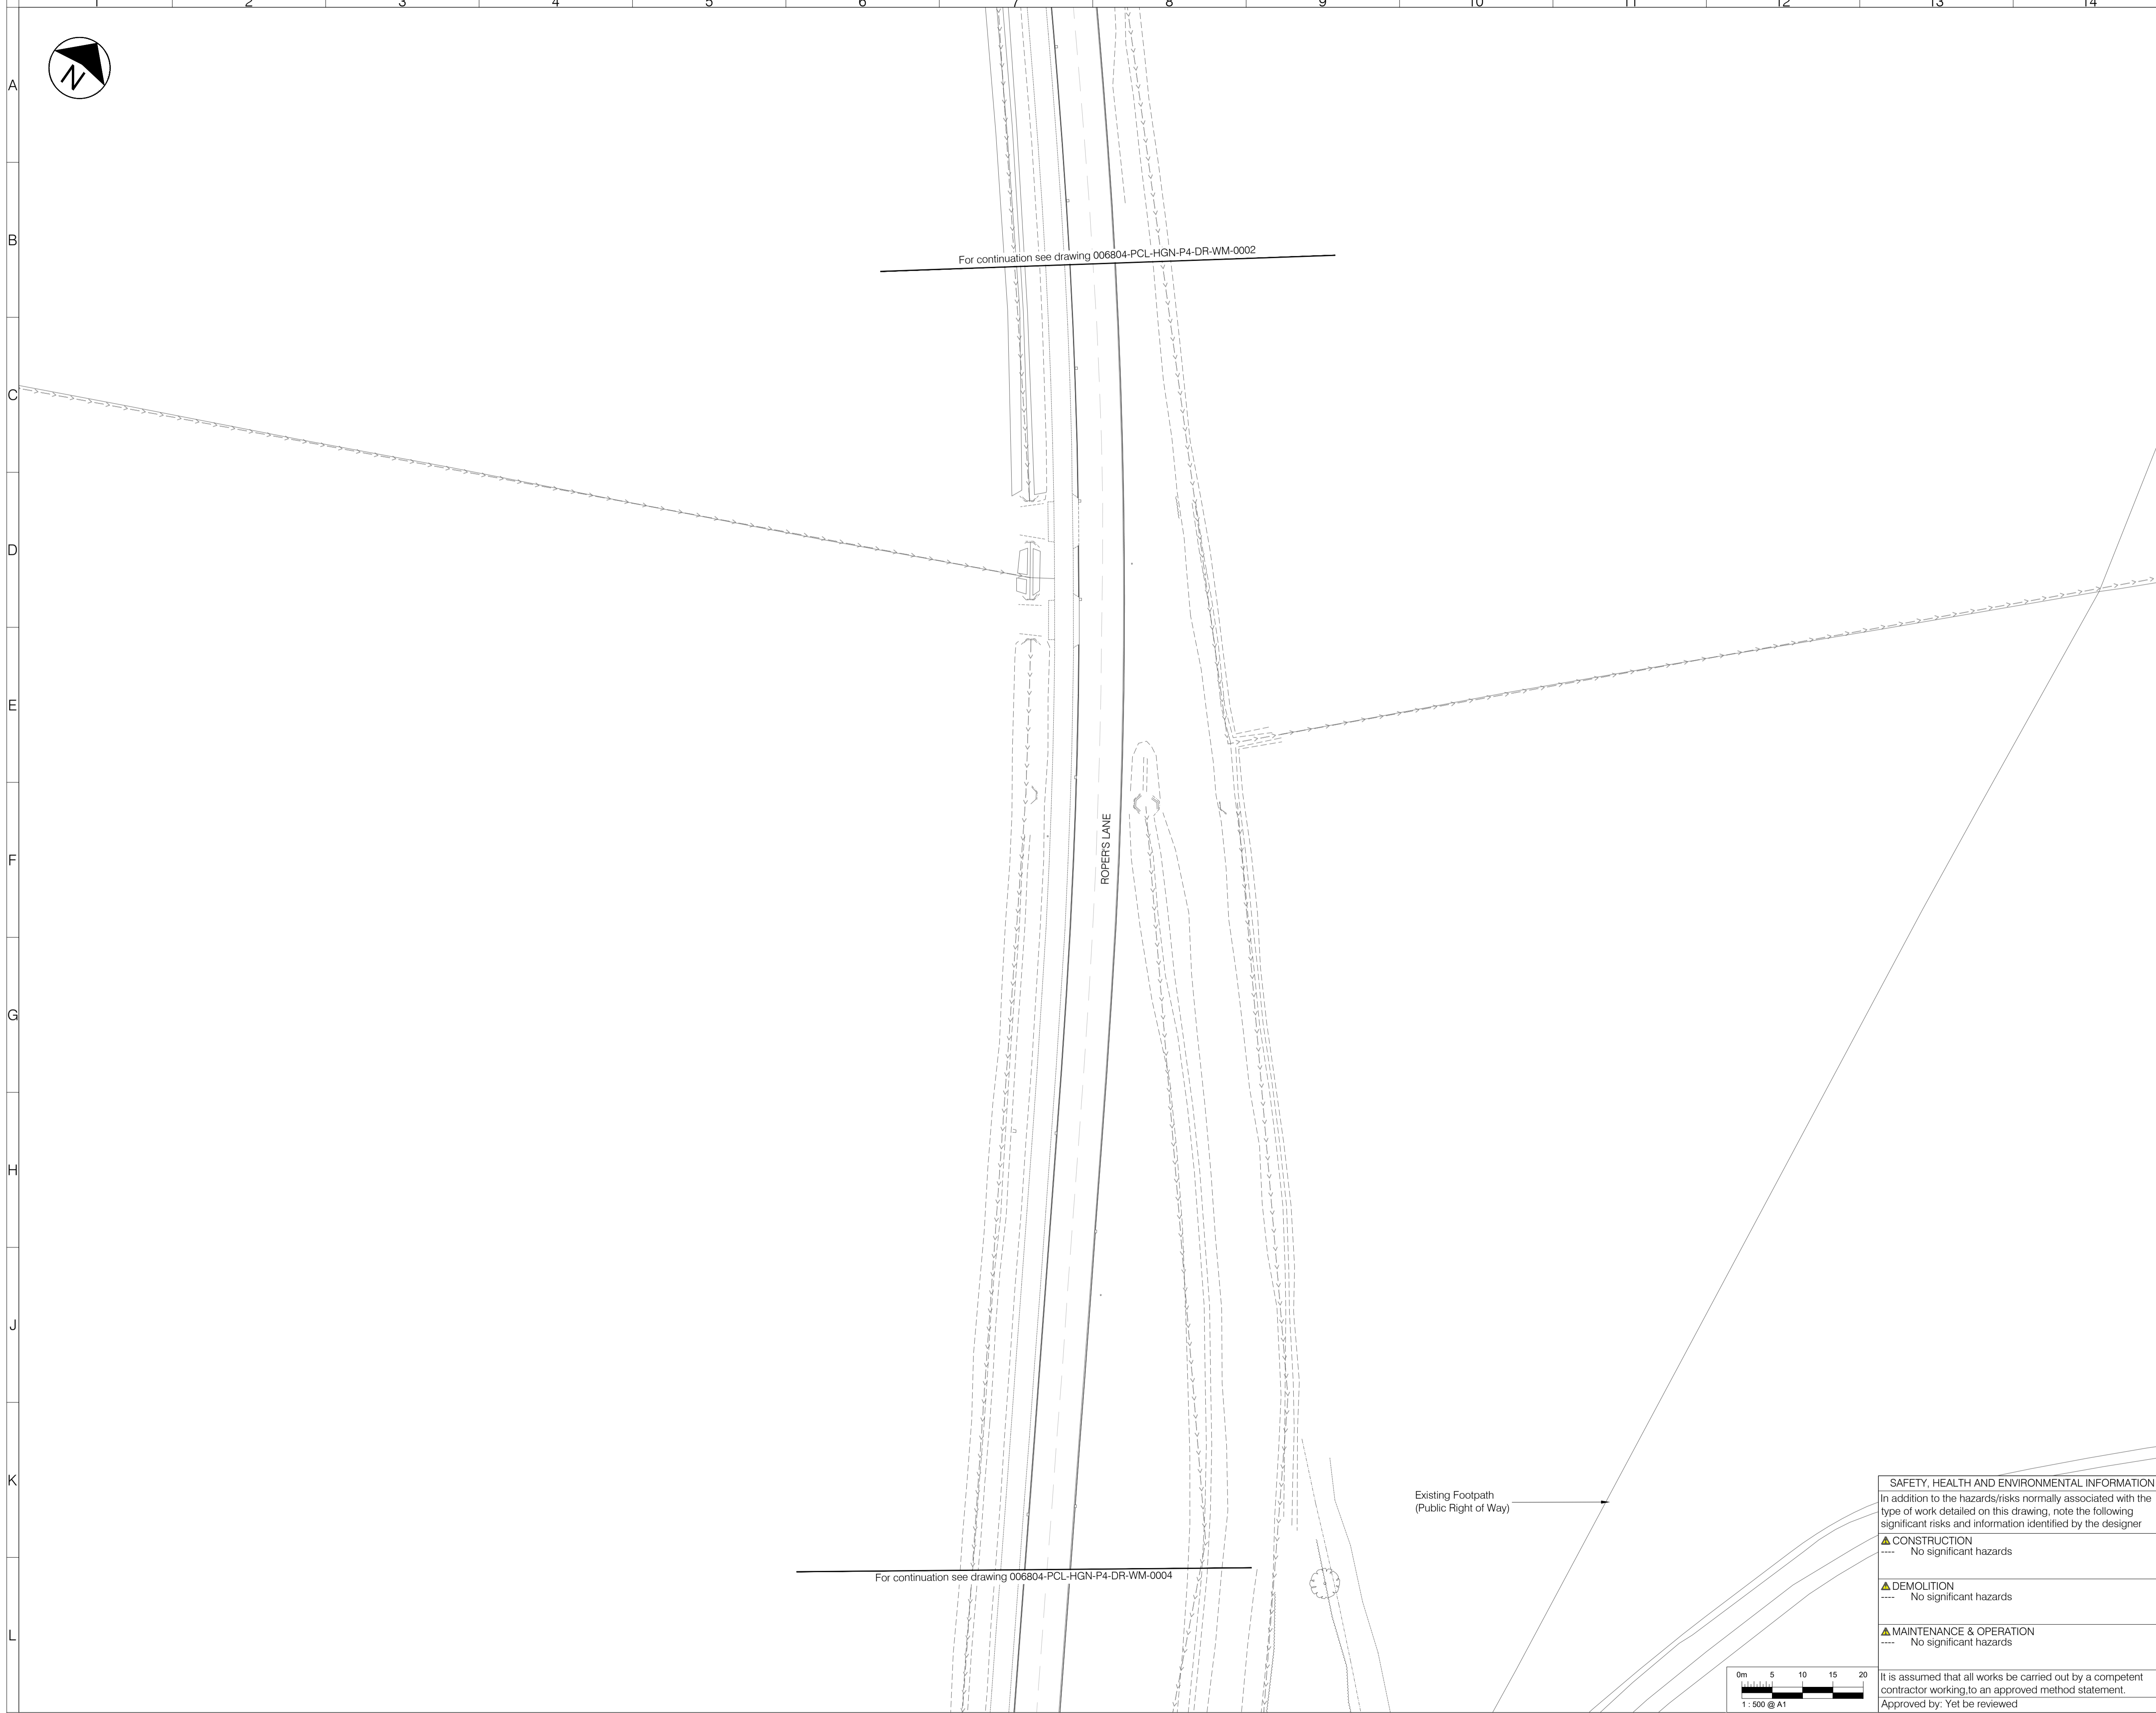 1 2 3 4 5 6 7 8 9 10 11 12 13 14
A
N
B
For continuation see drawing 006804-PCL-HGN-P4-DR-WM-0002
C
D
E
ROPER'S LANE
F
G
H
J
K
Existing Footpath
(Public Right of Way)
L
For continuation see drawing 006804-PCL-HGN-P4-DR-WM-0004
0m 5 10 15 20
1 : 500 @ A1
SAFETY, HEALTH AND ENVIRONMENTAL INFORMATION
In addition to the hazards/risks normally associated with the
type of work detailed on this drawing, note the following
significant risks and information identified by the designer
CONSTRUCTION
---- No significant hazards
DEMOLITION
---- No significant hazards
MAINTENANCE & OPERATION
---- No significant hazards
It is assumed that all works be carried out by a competent
contractor working,to an approved method statement.
Approved by: Yet be reviewed